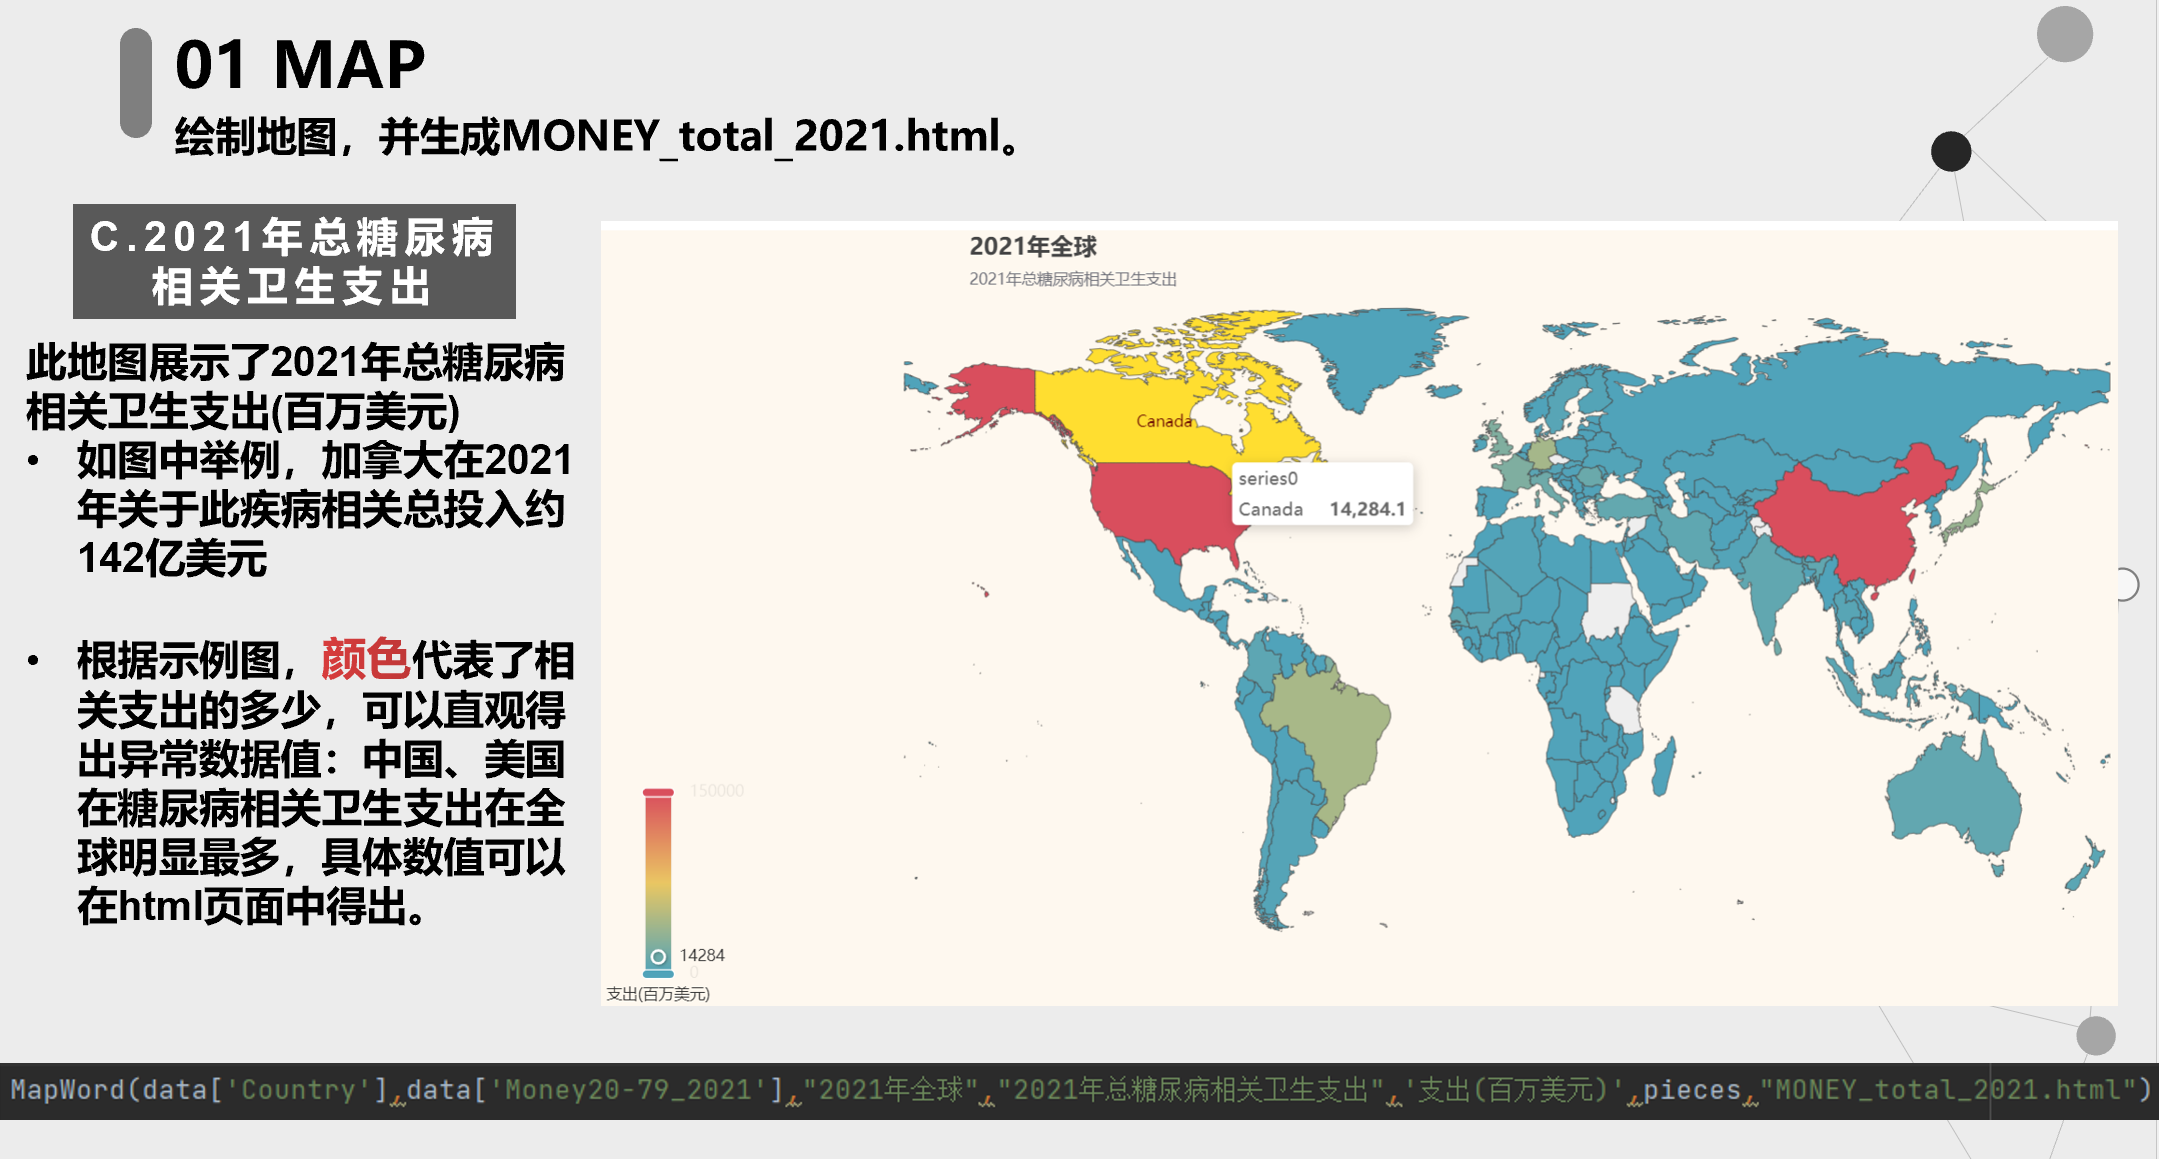 01 MAP
绘制地图，并生成MONEY_total_2021.html。
C.2021年总糖尿病
相关卫生支出
此地图展示了2021年总糖尿病
相关卫生支出(百万美元)
• 如图中举例，加拿大在2021
年关于此疾病相关总投入约
142亿美元
• 根据示例图，颜色代表了相
关支出的多少，可以直观得
出异常数据值：中国、美国
在糖尿病相关卫生支出在全
球明显最多，具体数值可以
在html页面中得出。
2021年全球
2021年总糖尿病相关卫生支出
Canada
series0
Canada 14,284.1
150000
14284
0
支出(百万美元)
MapWord(data['Country'],data['Money20-79_2021'],"2021年全球","2021年总糖尿病相关卫生支出",'支出(百万美元)',pieces,"MONEY_total_2021.html")